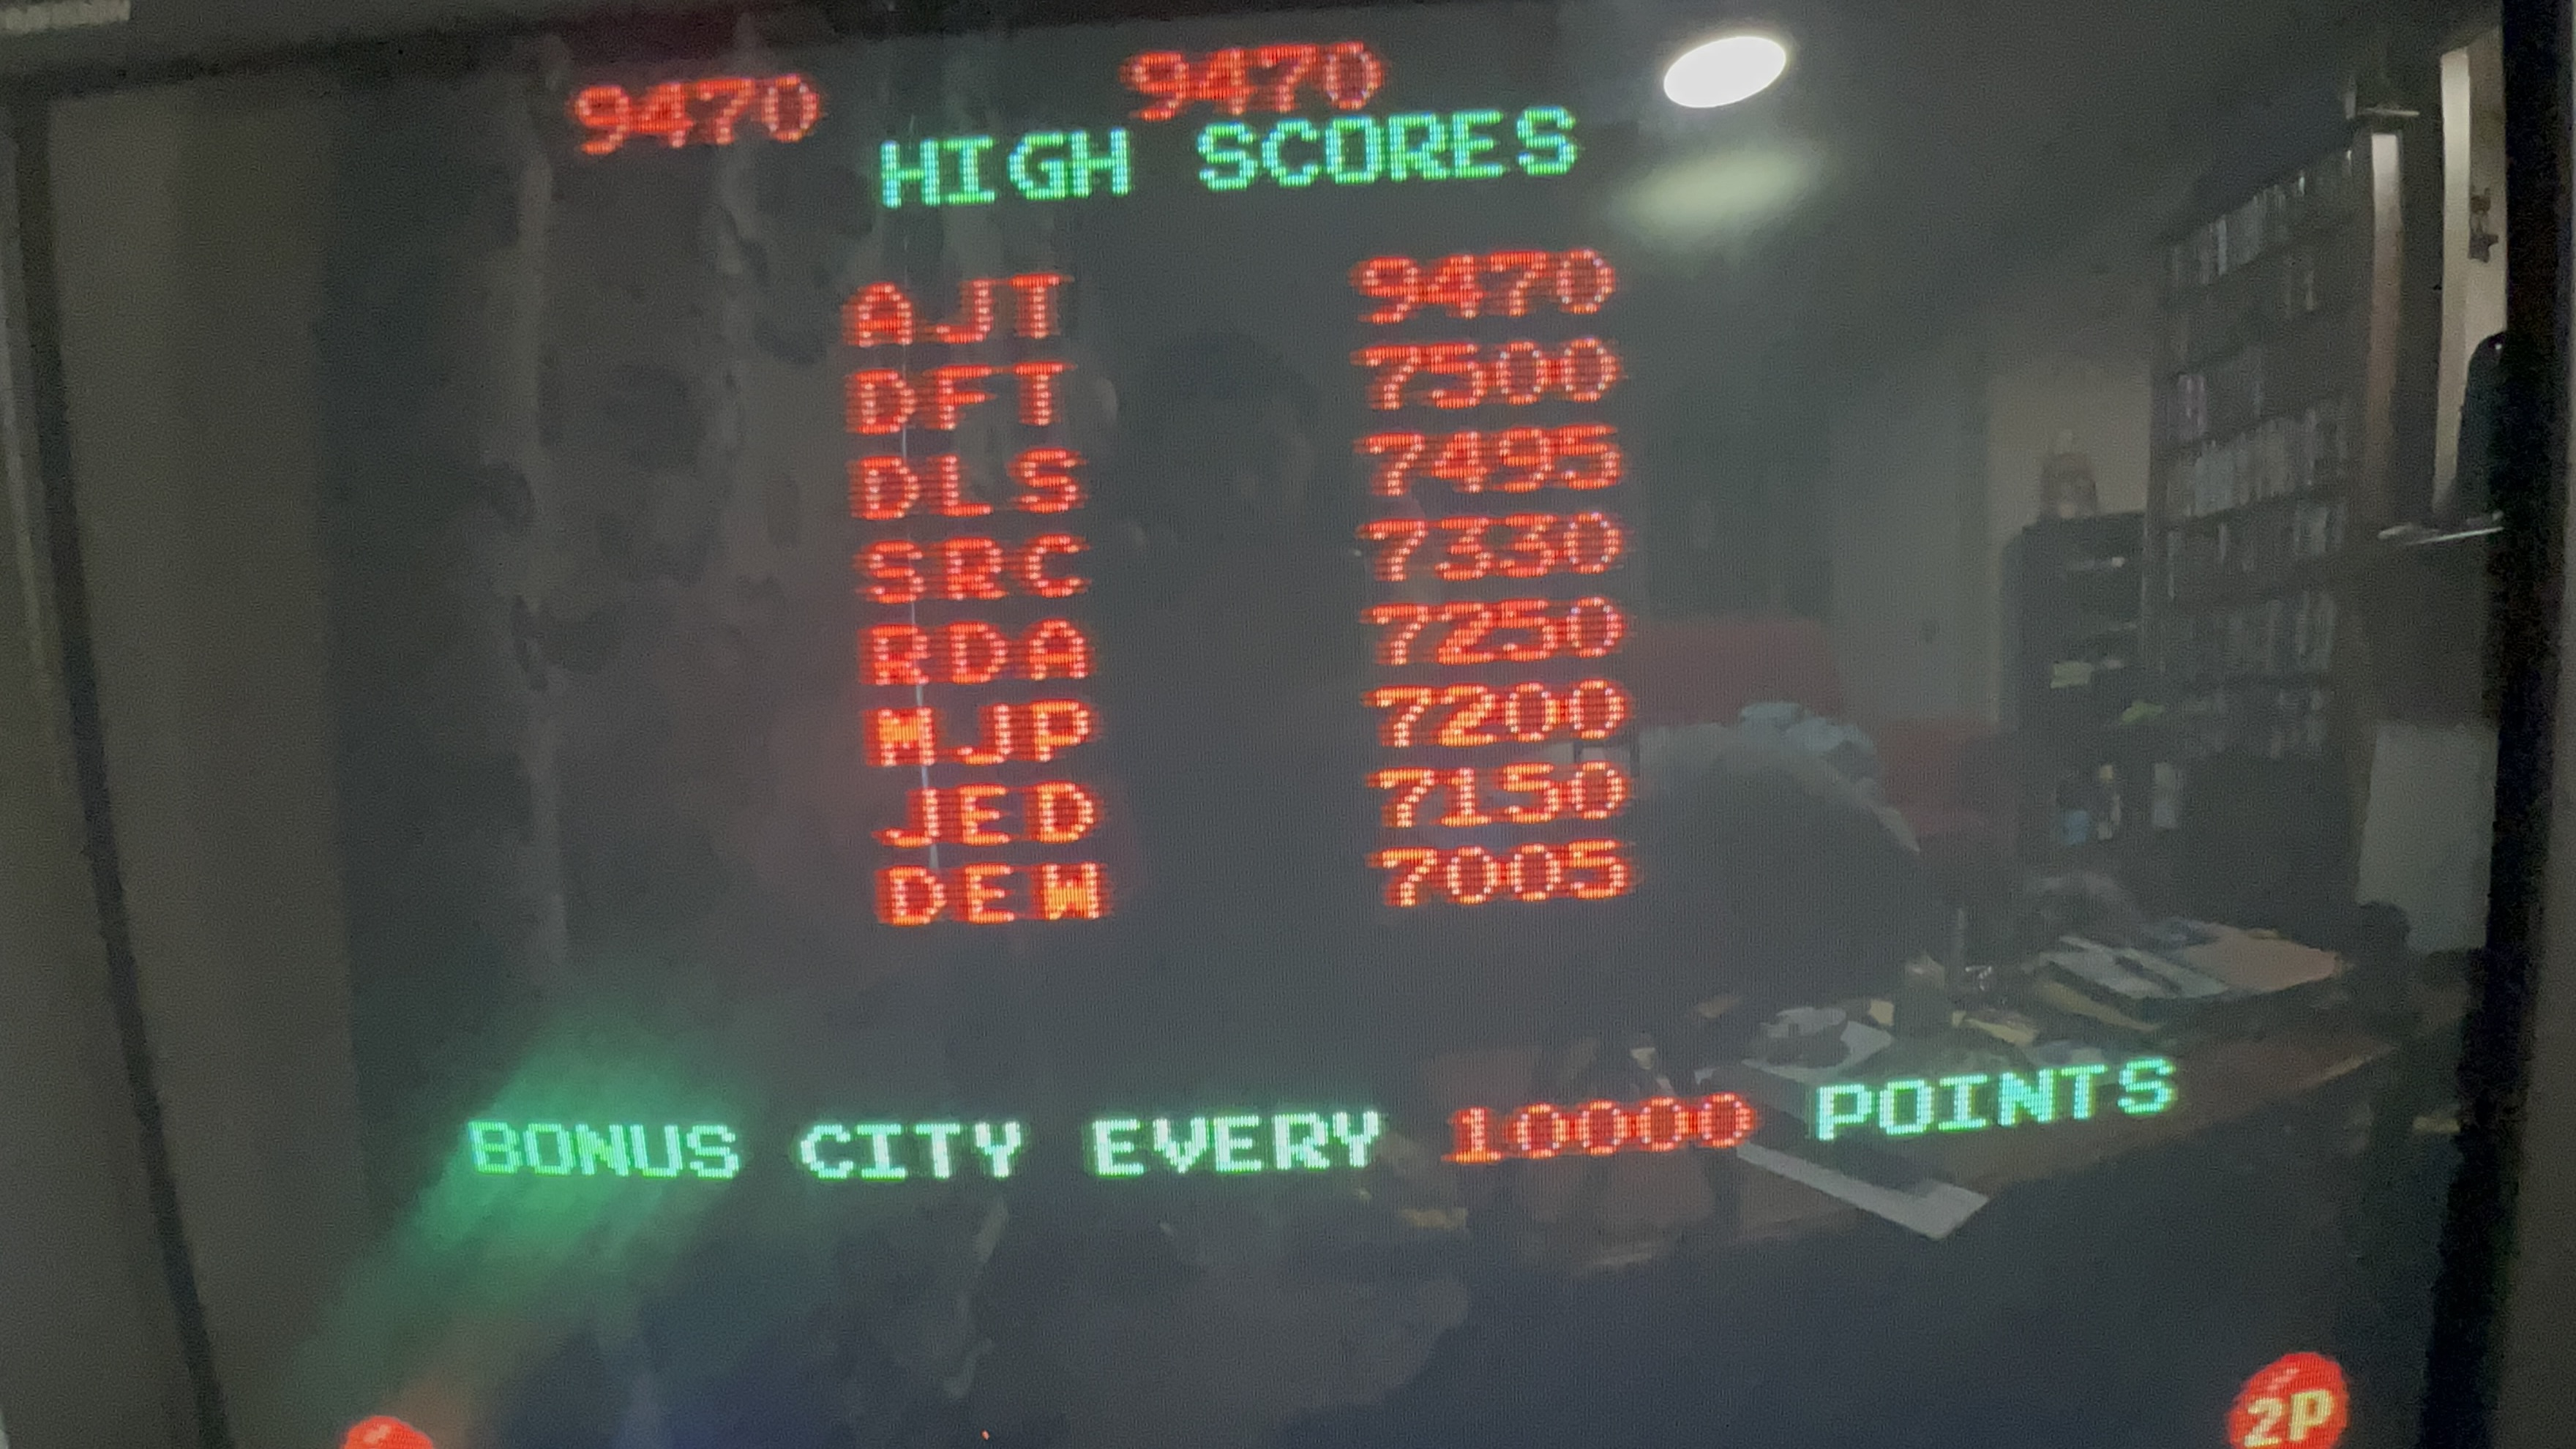 9470 9470
HIGH SCORES
AJT 9470
DFT 7500
DLS 7495
SRC 7330
RDA 7250
MJP 7200
JED 7150
DEW 7005
BONUS CITY EVERY 10000 POINTS
2P